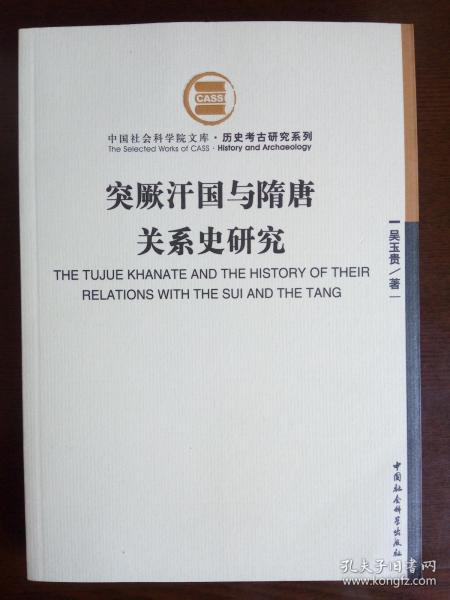 CASS
中国社会科学院文库·历史考古研究系列
The Selected Works of CASS · History and Archaeology
突厥汗国与隋唐
关系史研究
THE TUJUE KHANATE AND THE HISTORY OF THEIR
RELATIONS WITH THE SUI AND THE TANG
吴玉贵／著
中国社会科学出版社
孔夫子旧书网
www.kongfz.com